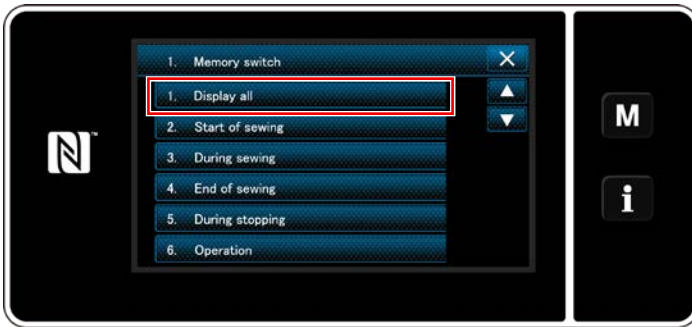 1. Memory switch
1. Display all
2. Start of sewing
3. During sewing
4. End of sewing
5. During stopping
6. Operation
M
i